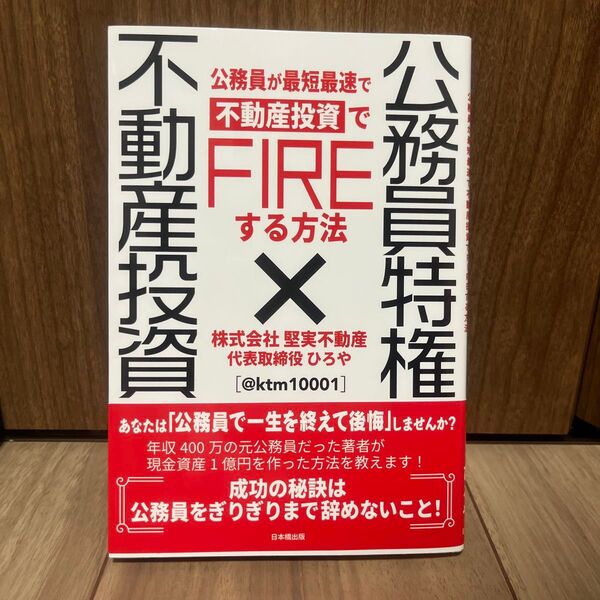 公務員特権
×
不動産投資
公務員が最短最速で
不動産投資で
FIRE
する方法
株式会社 堅実不動産
代表取締役 ひろや
[@ktm10001]
あなたは「公務員で一生を終えて後悔」しませんか?
年収400万の元公務員だった著者が
現金資産1億円を作った方法を教えます!
成功の秘訣は
公務員をぎりぎりまで辞めないこと!
日本橋出版